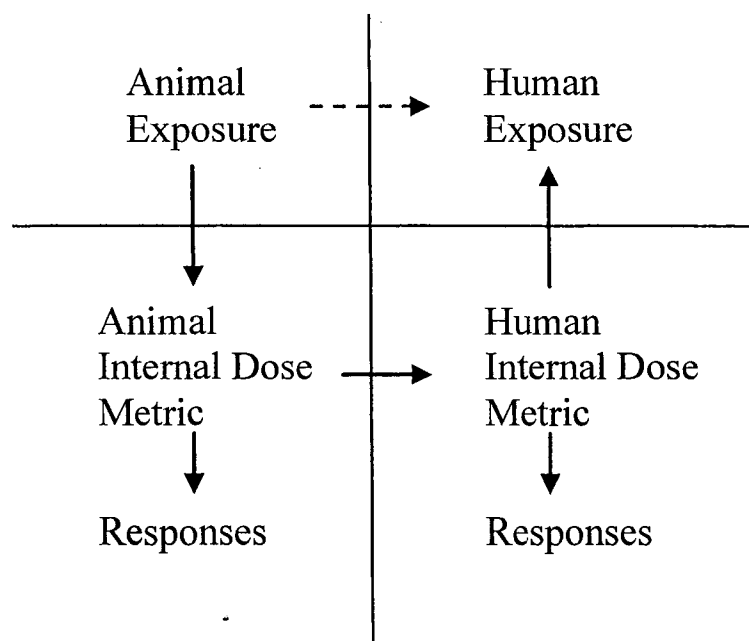 Animal
Exposure
Human
Exposure
Animal
Internal Dose
Metric
Human
Internal Dose
Metric
Responses
Responses